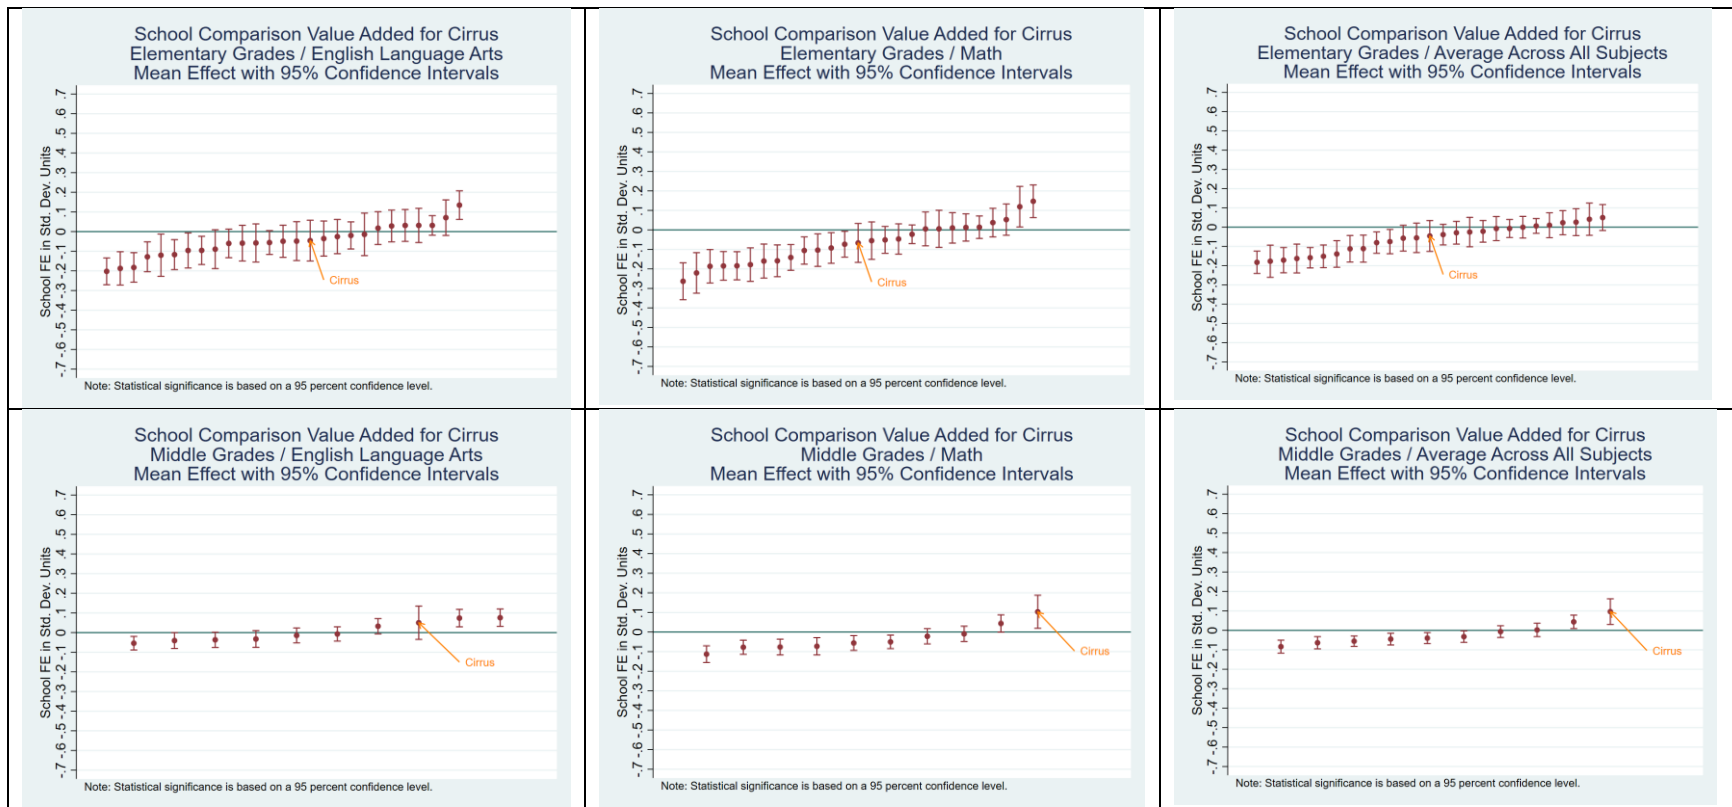 School Comparison Value Added for Cirrus
Elementary Grades / English Language Arts
Mean Effect with 95% Confidence Intervals
School FE in Std. Dev. Units
.7
.6
.5
.4
.3
.2
.1
0
-.1
-.2
-.3
-.4
-.5
-.6
-.7
Cirrus
Note: Statistical significance is based on a 95 percent confidence level.
School Comparison Value Added for Cirrus
Elementary Grades / Math
Mean Effect with 95% Confidence Intervals
School FE in Std. Dev. Units
.7
.6
.5
.4
.3
.2
.1
0
-.1
-.2
-.3
-.4
-.5
-.6
-.7
Cirrus
Note: Statistical significance is based on a 95 percent confidence level.
School Comparison Value Added for Cirrus
Elementary Grades / Average Across All Subjects
Mean Effect with 95% Confidence Intervals
School FE in Std. Dev. Units
.7
.6
.5
.4
.3
.2
.1
0
-.1
-.2
-.3
-.4
-.5
-.6
-.7
Cirrus
Note: Statistical significance is based on a 95 percent confidence level.
School Comparison Value Added for Cirrus
Middle Grades / English Language Arts
Mean Effect with 95% Confidence Intervals
School FE in Std. Dev. Units
.7
.6
.5
.4
.3
.2
.1
0
-.1
-.2
-.3
-.4
-.5
-.6
-.7
Cirrus
Note: Statistical significance is based on a 95 percent confidence level.
School Comparison Value Added for Cirrus
Middle Grades / Math
Mean Effect with 95% Confidence Intervals
School FE in Std. Dev. Units
.7
.6
.5
.4
.3
.2
.1
0
-.1
-.2
-.3
-.4
-.5
-.6
-.7
Cirrus
Note: Statistical significance is based on a 95 percent confidence level.
School Comparison Value Added for Cirrus
Middle Grades / Average Across All Subjects
Mean Effect with 95% Confidence Intervals
School FE in Std. Dev. Units
.7
.6
.5
.4
.3
.2
.1
0
-.1
-.2
-.3
-.4
-.5
-.6
-.7
Cirrus
Note: Statistical significance is based on a 95 percent confidence level.